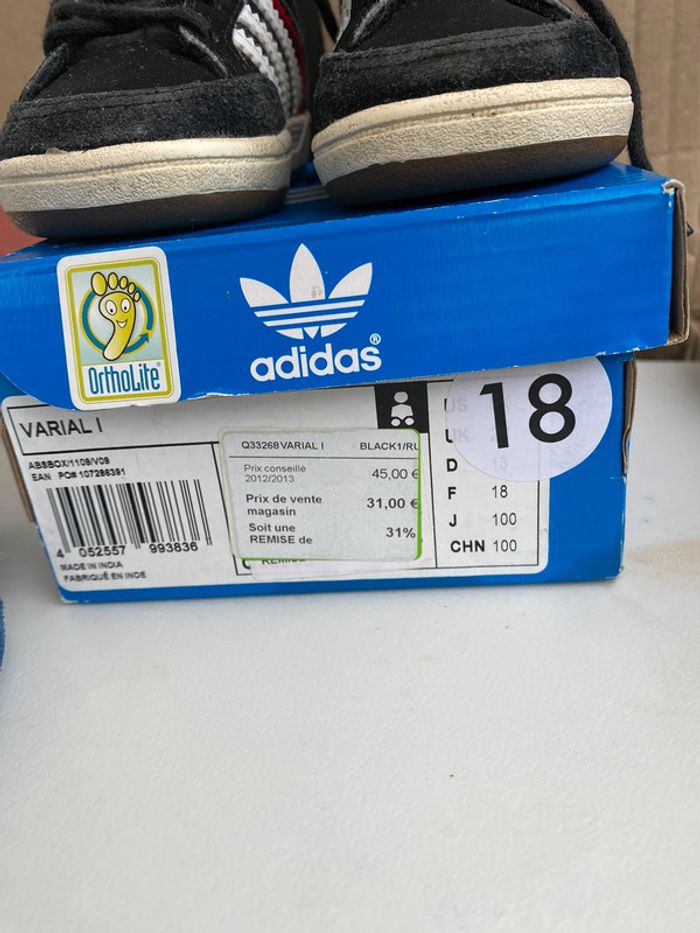 OrthoLite®
adidas®
VARIAL I
ABSBOX/1109/V09
EAN PO# 107286391
4 052557 993836
MADE IN INDIA
FABRIQUÉ EN INDE
Q33268 VARIAL I BLACK1/RU
Prix conseillé
2012/2013 45,00 €
Prix de vente
magasin 31,00 €
Soit une
REMISE de 31%
US
UK
18
D
F 18
J 100
CHN 100